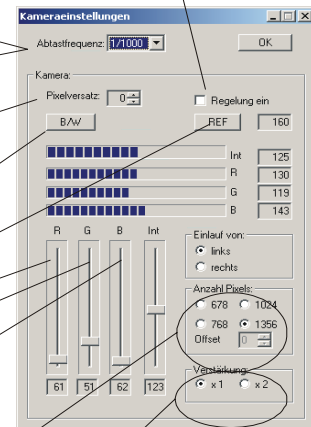 Kameraeinstellungen
Abtastfrequenz: 1/1000 OK
Kamera:
Pixelversatz: 0 Regelung ein
B/W REF 160
Int 125
R 130
G 119
B 143
R G B Int
Einlauf von:
links
rechts
Anzahl Pixels:
678 1024
768 1356
Offset 0
61 51 62 123
Verstärkung:
x 1 x 2